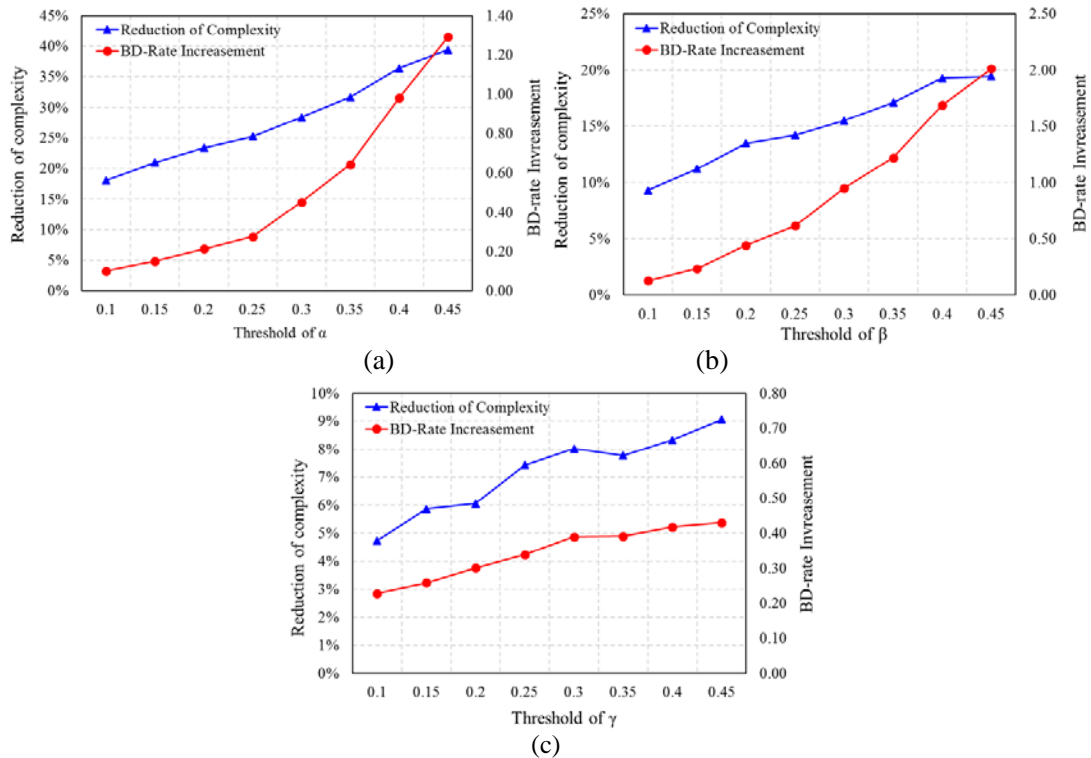 45%
40%
35%
30%
25%
20%
15%
10%
5%
0%
Reduction of complexity
Reduction of Complexity
BD-Rate Increasement
1.40
1.20
1.00
0.80
0.60
0.40
0.20
0.00
BD-rate Invreasement
0.1 0.15 0.2 0.25 0.3 0.35 0.4 0.45
Threshold of α
(a)
25%
20%
15%
10%
5%
0%
Reduction of complexity
Reduction of Complexity
BD-Rate Increasement
2.50
2.00
1.50
1.00
0.50
0.00
BD-rate Invreasement
0.1 0.15 0.2 0.25 0.3 0.35 0.4 0.45
Threshold of β
(b)
10%
9%
8%
7%
6%
5%
4%
3%
2%
1%
0%
Reduction of complexity
Reduction of Complexity
BD-Rate Increasement
0.80
0.70
0.60
0.50
0.40
0.30
0.20
0.10
0.00
BD-rate Invreasement
0.1 0.15 0.2 0.25 0.3 0.35 0.4 0.45
Threshold of γ
(c)